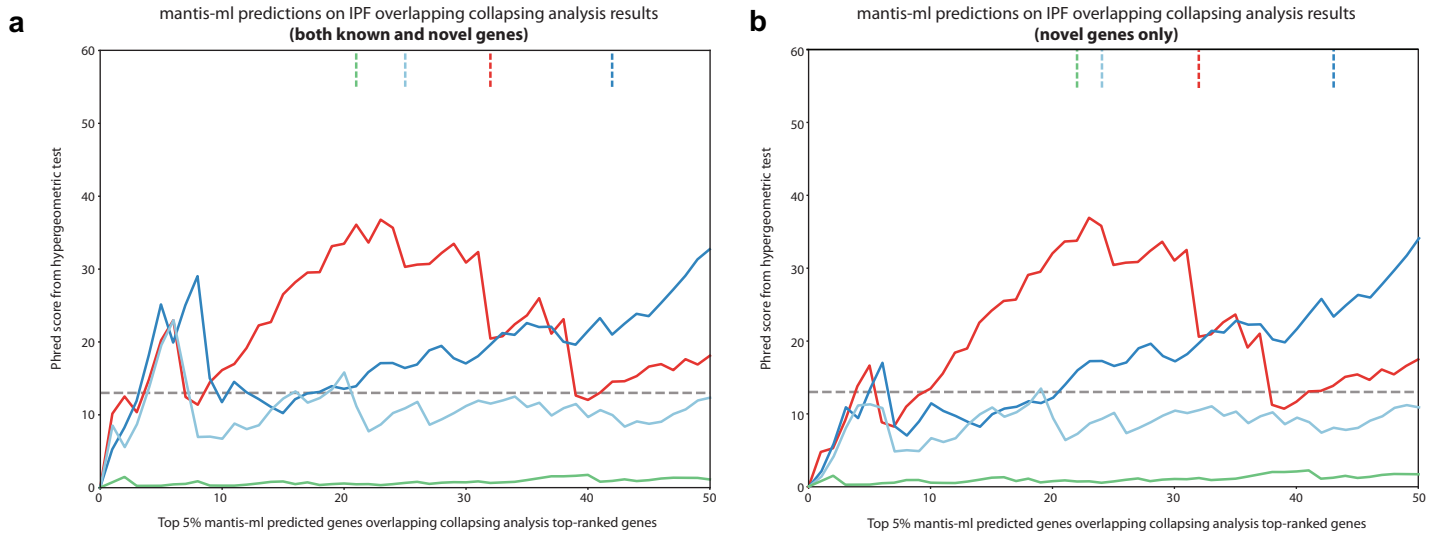 a
mantis-ml predictions on IPF overlapping collapsing analysis results
(both known and novel genes)
60
50
40
30
20
10
0
Phred score from hypergeometric test
0 10 20 30 40 50
Top 5% mantis-ml predicted genes overlapping collapsing analysis top-ranked genes
b
mantis-ml predictions on IPF overlapping collapsing analysis results
(novel genes only)
60
50
40
30
20
10
0
Phred score from hypergeometric test
0 10 20 30 40 50
Top 5% mantis-ml predicted genes overlapping collapsing analysis top-ranked genes